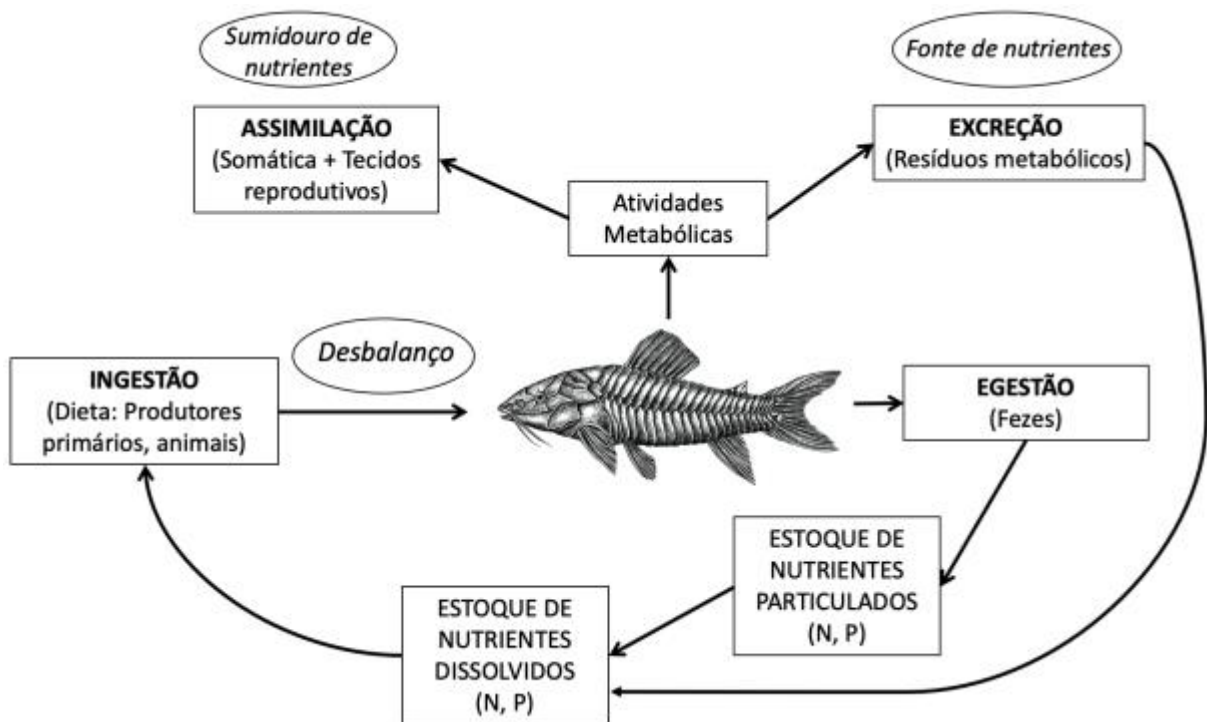 Sumidouro de
nutrientes
Fonte de nutrientes
ASSIMILAÇÃO
(Somática + Tecidos
reprodutivos)
EXCREÇÃO
(Resíduos metabólicos)
Atividades
Metabólicas
Desbalanço
INGESTÃO
(Dieta: Produtores
primários, animais)
EGESTÃO
(Fezes)
ESTOQUE DE
NUTRIENTES
PARTICULADOS
(N, P)
ESTOQUE DE
NUTRIENTES
DISSOLVIDOS
(N, P)